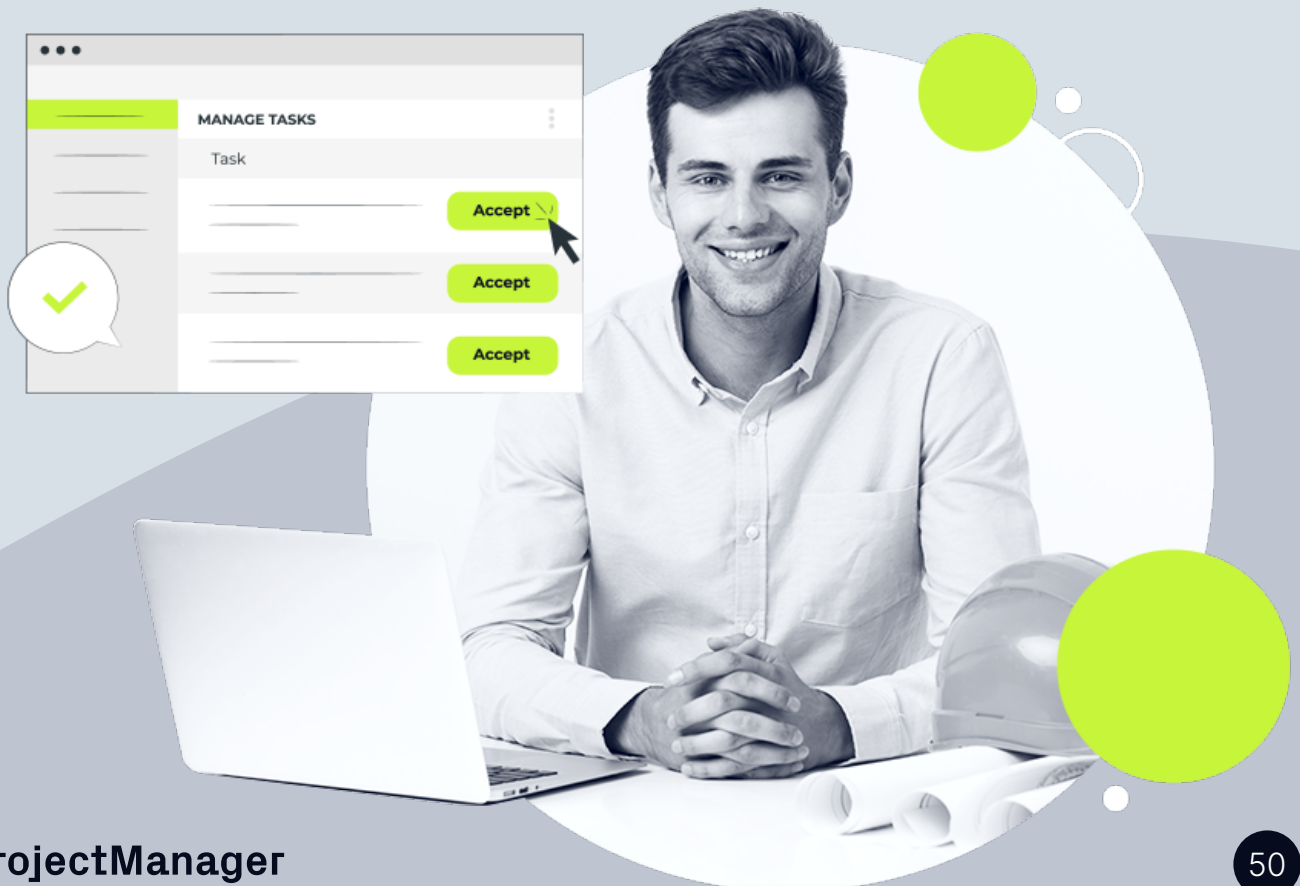 MANAGE TASKS
Task
Accept
Accept
Accept
rojectManager
50